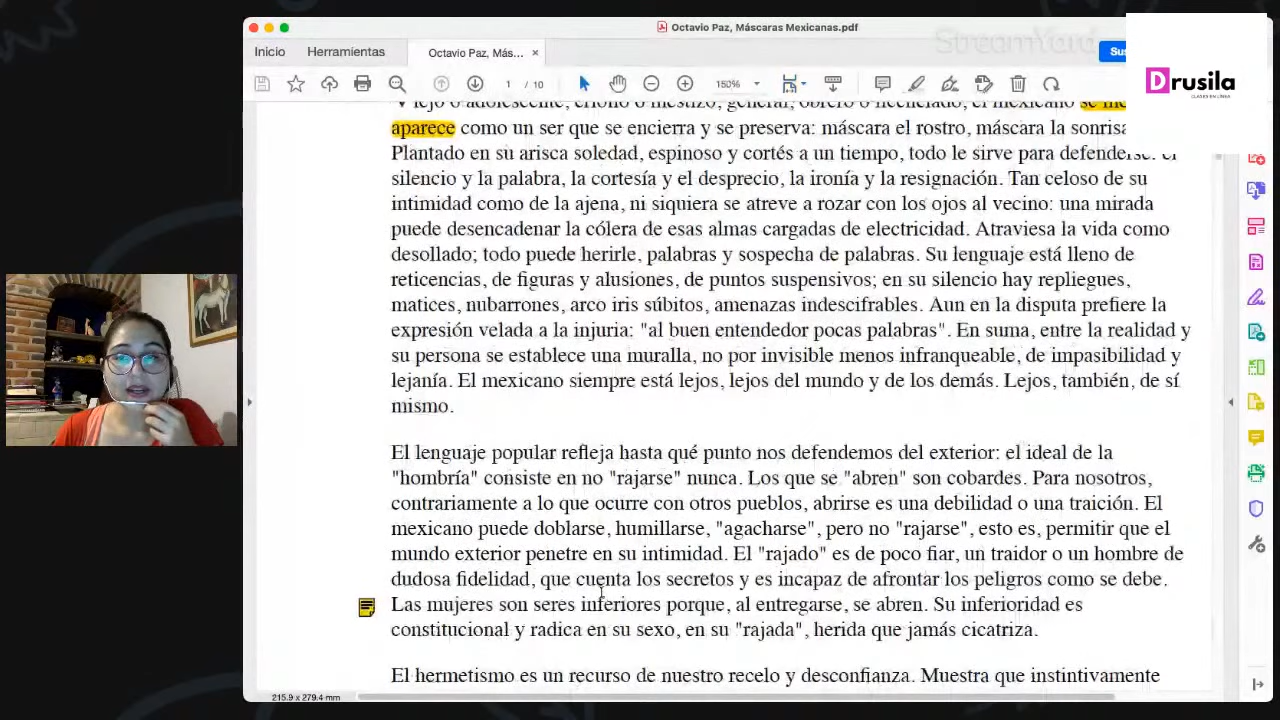 Octavio Paz, Máscaras Mexicanas.pdf
StreamYard
Inicio
Herramientas
Octavio Paz, Más...
Drusila
CLASES EN LÍNEA
1 / 10
150%
aparece como un ser que se encierra y se preserva: máscara el rostro, máscara la sonrisa
Plantado en su arisca soledad, espinoso y cortés a un tiempo, todo le sirve para defenderse: el
silencio y la palabra, la cortesía y el desprecio, la ironía y la resignación. Tan celoso de su
intimidad como de la ajena, ni siquiera se atreve a rozar con los ojos al vecino: una mirada
puede desencadenar la cólera de esas almas cargadas de electricidad. Atraviesa la vida como
desollado; todo puede herirle, palabras y sospecha de palabras. Su lenguaje está lleno de
reticencias, de figuras y alusiones, de puntos suspensivos; en su silencio hay repliegues,
matices, nubarrones, arco iris súbitos, amenazas indescifrables. Aun en la disputa prefiere la
expresión velada a la injuria: "al buen entendedor pocas palabras". En suma, entre la realidad y
su persona se establece una muralla, no por invisible menos infranqueable, de impasibilidad y
lejanía. El mexicano siempre está lejos, lejos del mundo y de los demás. Lejos, también, de sí
mismo.
El lenguaje popular refleja hasta qué punto nos defendemos del exterior: el ideal de la
"hombría" consiste en no "rajarse" nunca. Los que se "abren" son cobardes. Para nosotros,
contrariamente a lo que ocurre con otros pueblos, abrirse es una debilidad o una traición. El
mexicano puede doblarse, humillarse, "agacharse", pero no "rajarse", esto es, permitir que el
mundo exterior penetre en su intimidad. El "rajado" es de poco fiar, un traidor o un hombre de
dudosa fidelidad, que cuenta los secretos y es incapaz de afrontar los peligros como se debe.
Las mujeres son seres inferiores porque, al entregarse, se abren. Su inferioridad es
constitucional y radica en su sexo, en su "rajada", herida que jamás cicatriza.
El hermetismo es un recurso de nuestro recelo y desconfianza. Muestra que instintivamente
215.9 x 279.4 mm